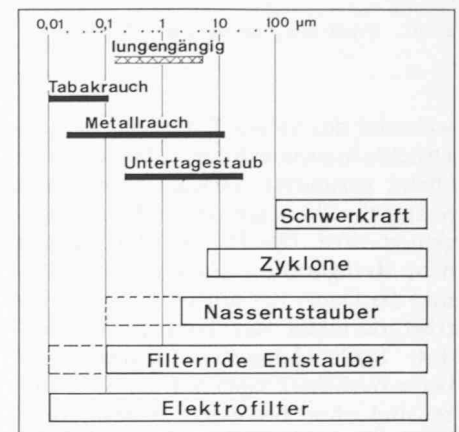 0,01 0,1 1 10 100 µm
lungengängig
Tabakrauch
Metallrauch
Untertagestaub
Schwerkraft
Zyklone
Nassentstauber
Filternde Entstauber
Elektrofilter